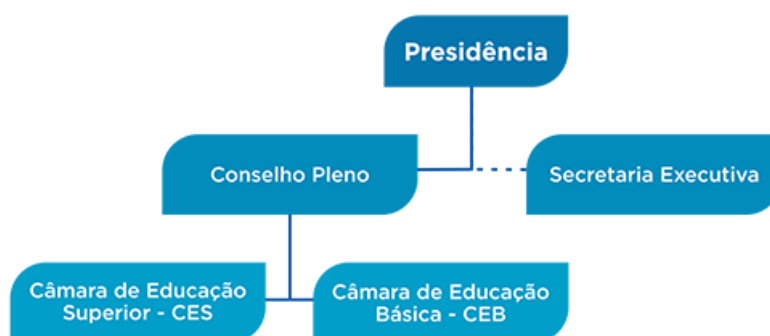 Presidência
Conselho Pleno
Secretaria Executiva
Câmara de Educação
Superior - CES
Câmara de Educação
Básica - CEB